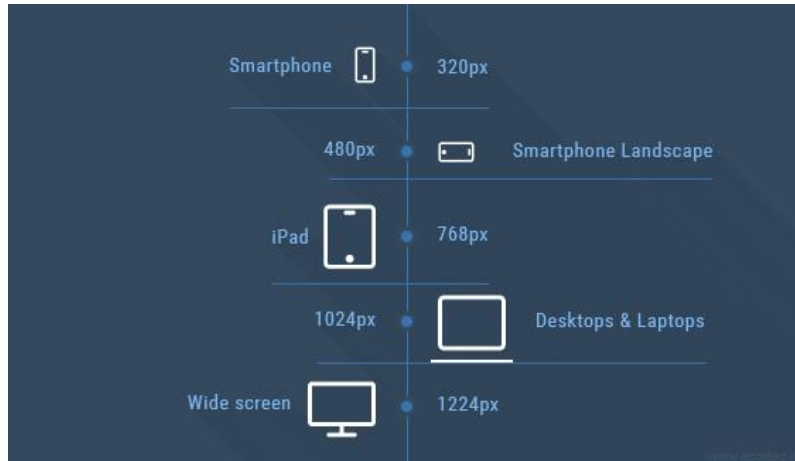 Smartphone 320px
480px Smartphone Landscape
iPad 768px
1024px Desktops & Laptops
Wide screen 1224px